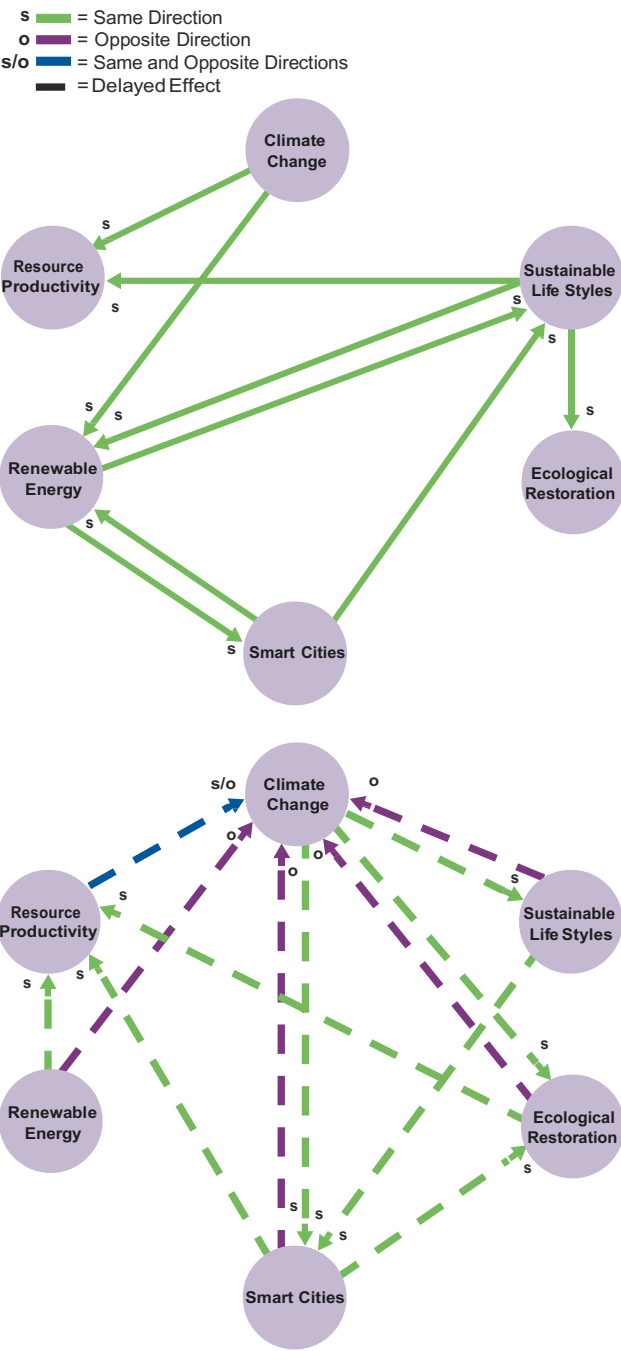 s = Same Direction
o = Opposite Direction
s/o = Same and Opposite Directions
= Delayed Effect
Climate
Change
s
Resource
Productivity
s
Sustainable
Life Styles
s
s
s
s
s
Renewable
Energy
Ecological
Restoration
s
s
Smart Cities
s/o
Climate
Change
o
o
o
o
s
s
Resource
Productivity
Sustainable
Life Styles
s
s
s
Renewable
Energy
Ecological
Restoration
s
s
s
s
Smart Cities